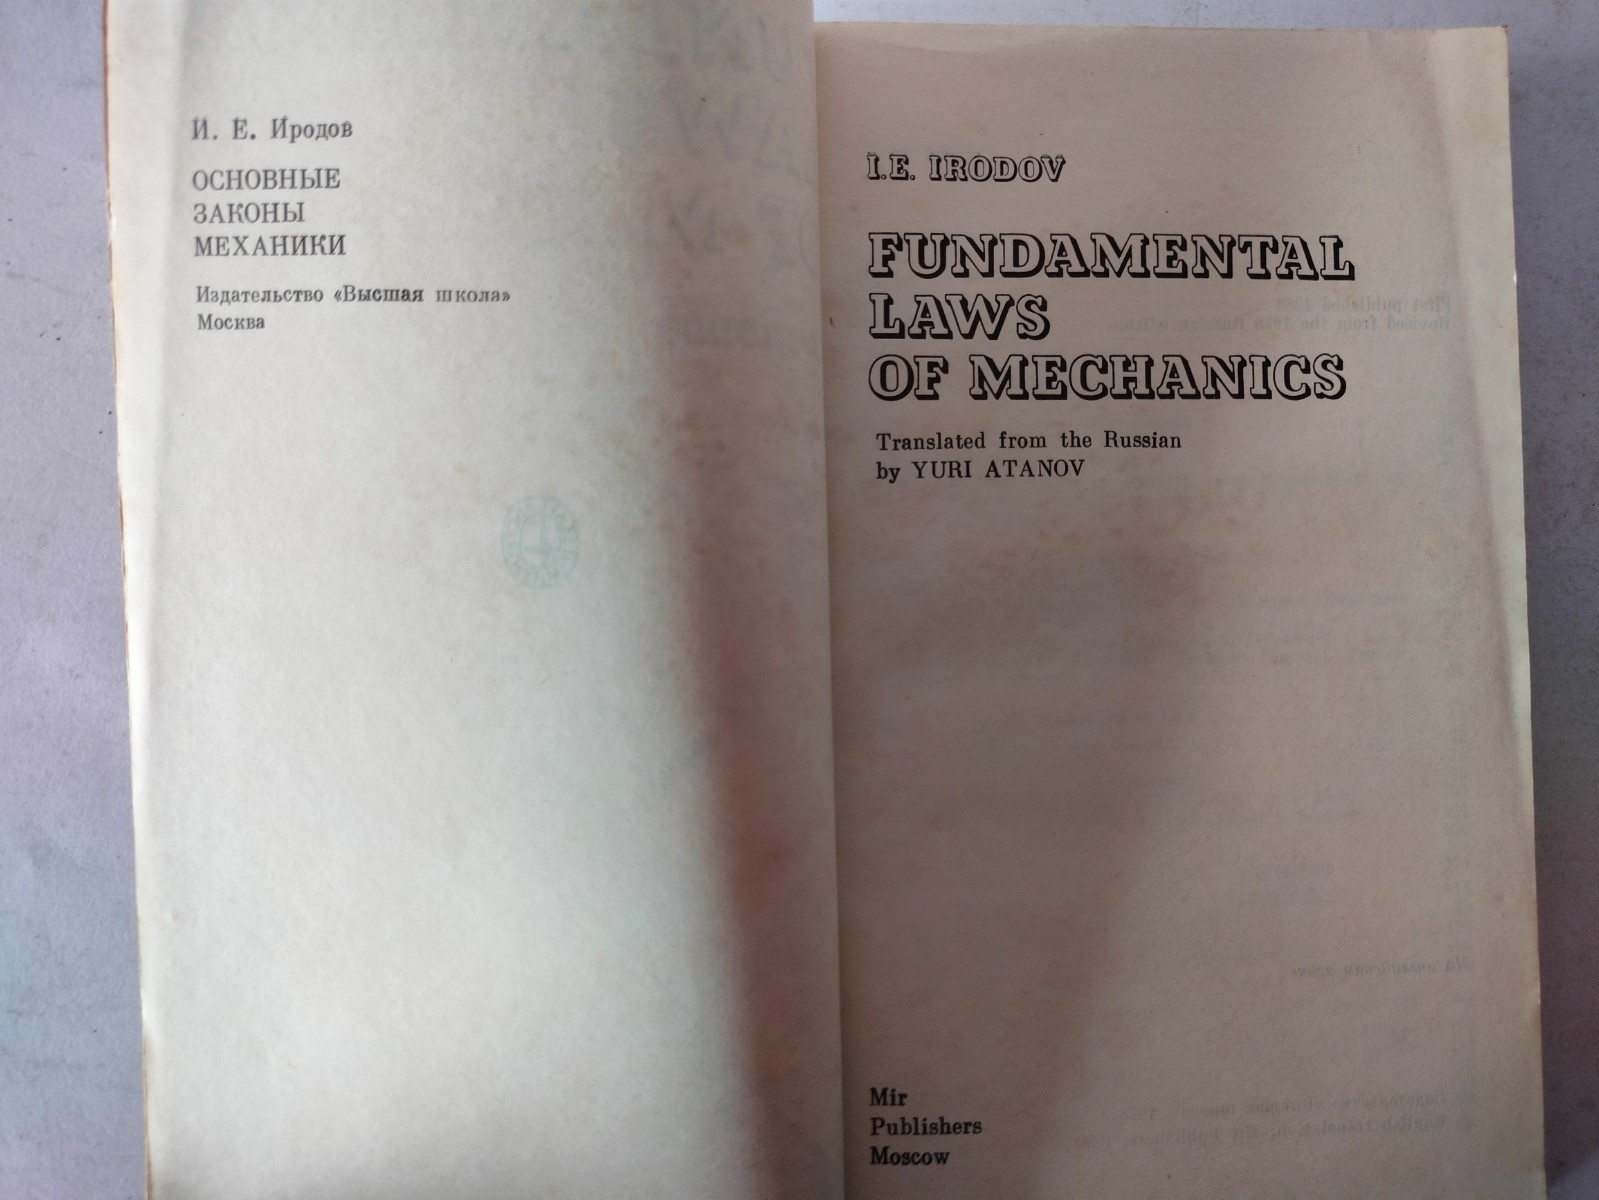 И. Е. Иродов
ОСНОВНЫЕ
ЗАКОНЫ
МЕХАНИКИ
Издательство «Высшая школа»
Москва
I.E. IRODOV
FUNDAMENTAL
LAWS
OF MECHANICS
Translated from the Russian
by YURI ATANOV
Mir
Publishers
Moscow